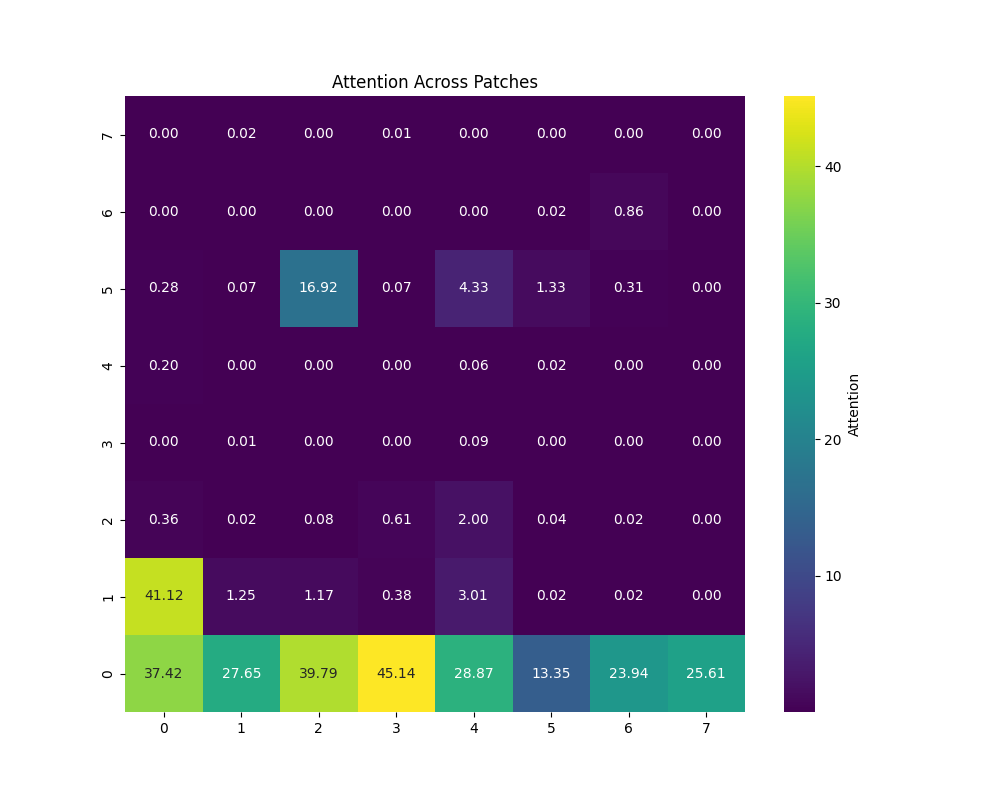 Attention Across Patches
7 0.00 0.02 0.00 0.01 0.00 0.00 0.00 0.00
6 0.00 0.00 0.00 0.00 0.00 0.02 0.86 0.00
5 0.28 0.07 16.92 0.07 4.33 1.33 0.31 0.00
4 0.20 0.00 0.00 0.00 0.06 0.02 0.00 0.00
3 0.00 0.01 0.00 0.00 0.09 0.00 0.00 0.00
2 0.36 0.02 0.08 0.61 2.00 0.04 0.02 0.00
1 41.12 1.25 1.17 0.38 3.01 0.02 0.02 0.00
0 37.42 27.65 39.79 45.14 28.87 13.35 23.94 25.61
0 1 2 3 4 5 6 7
40
30
20
10
Attention